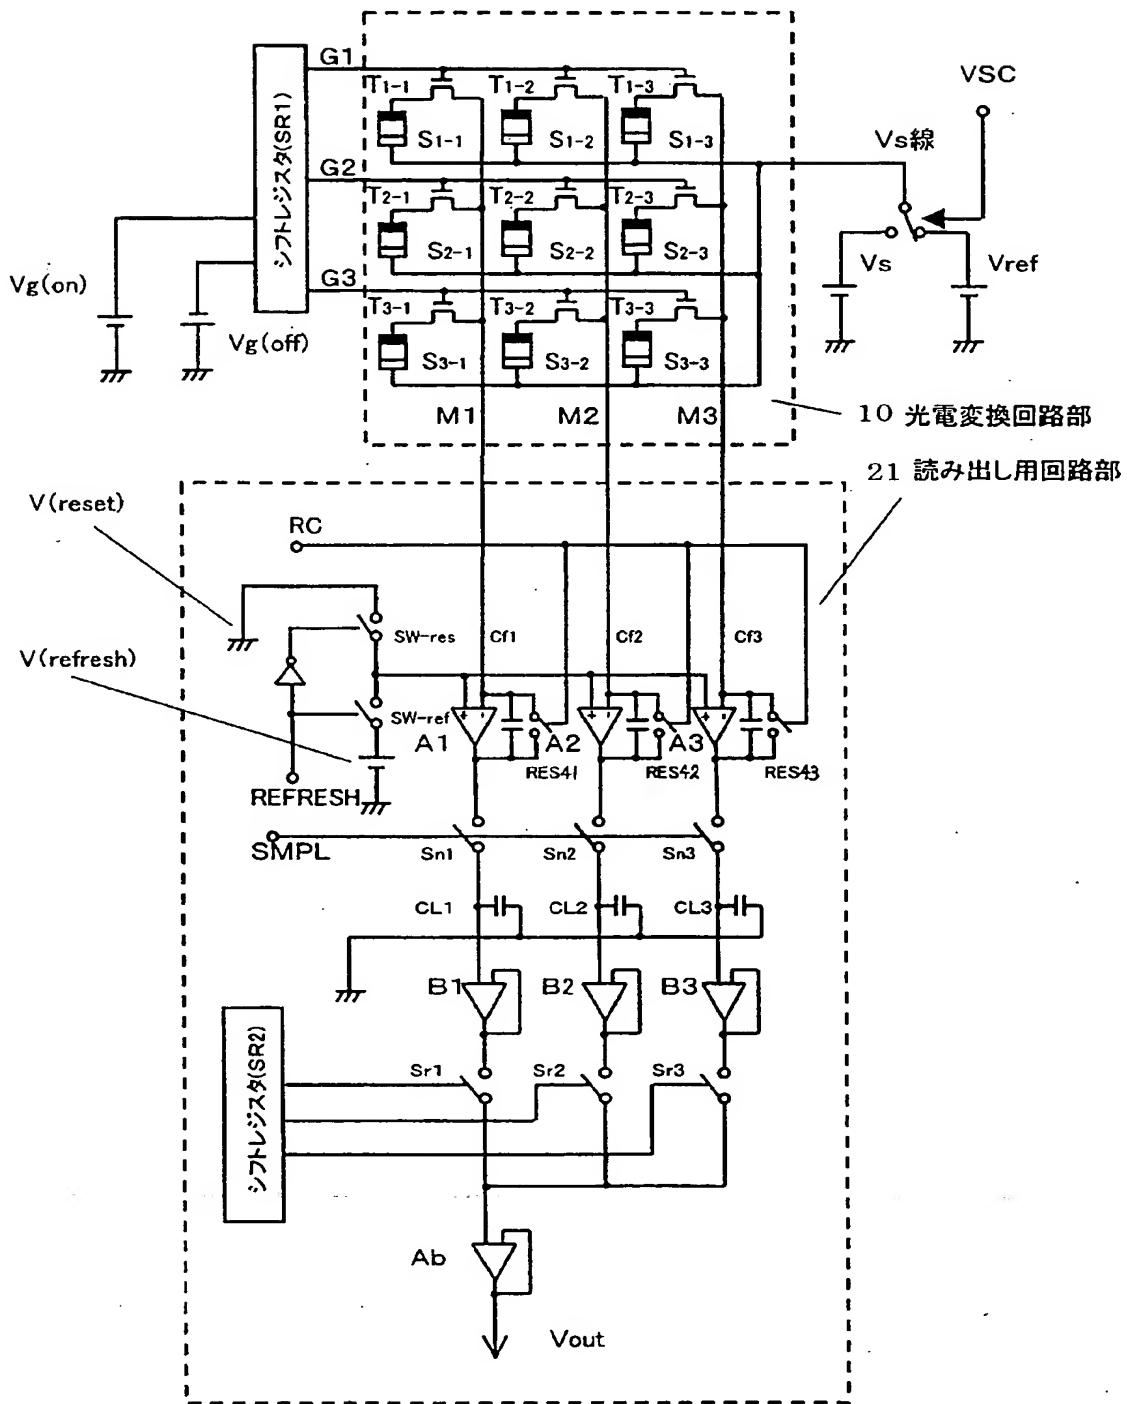 シフトレジスタ(SR1)
G1
G2
G3
T1-1
T1-2
T1-3
S1-1
S1-2
S1-3
T2-1
T2-2
T2-3
S2-1
S2-2
S2-3
T3-1
T3-2
T3-3
S3-1
S3-2
S3-3
VSC
Vs線
Vs
Vref
Vg(on)
Vg(off)
M1
M2
M3
10 光電変換回路部
21 読み出し用回路部
V(reset)
RC
SW-res
Cf1
Cf2
Cf3
V(refresh)
SW-ref
A1
A2
A3
RES41
RES42
RES43
REFRESH
SMPL
Sn1
Sn2
Sn3
CL1
CL2
CL3
B1
B2
B3
シフトレジスタ(SR2)
Sr1
Sr2
Sr3
Ab
Vout